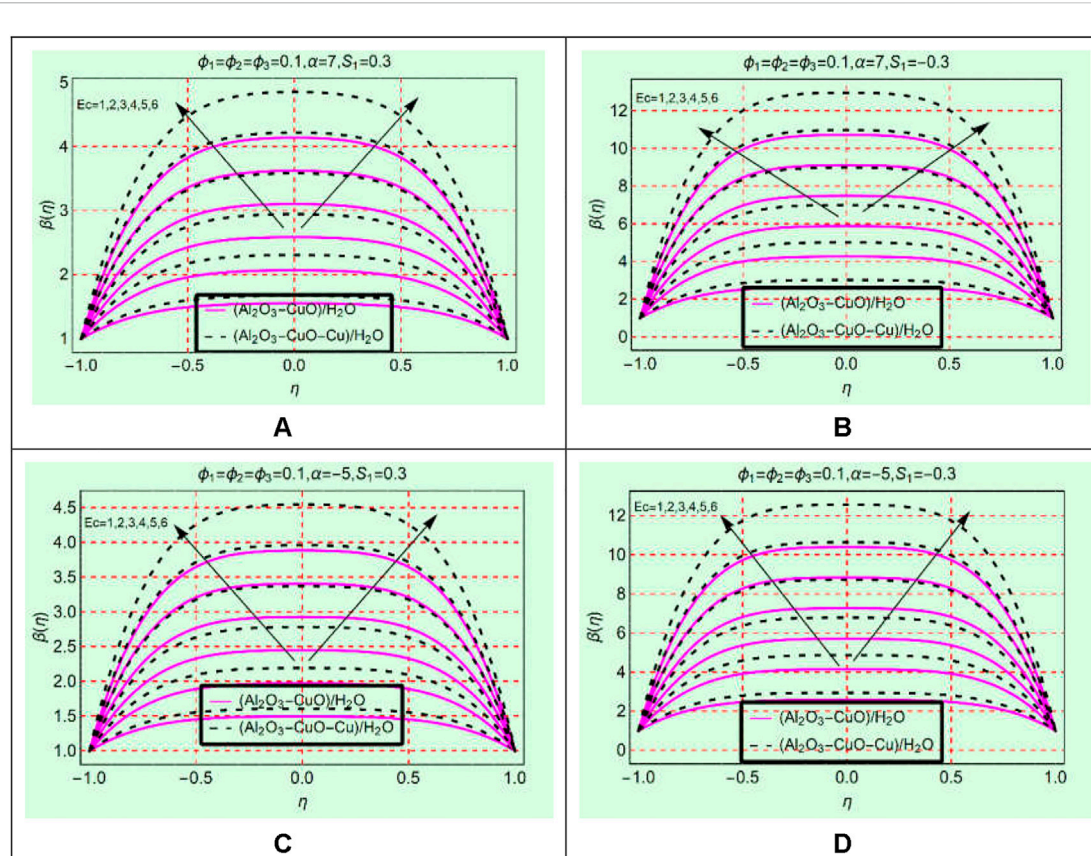 ϕ₁=ϕ₂=ϕ₃=0.1,α=7,S₁=0.3
5
Ec=1,2,3,4,5,6
4
β(η)
3
2
(Al₂O₃−CuO)/H₂O
(Al₂O₃−CuO−Cu)/H₂O
1
−1.0 −0.5 0.0 0.5 1.0
η
A
ϕ₁=ϕ₂=ϕ₃=0.1,α=7,S₁=−0.3
Ec=1,2,3,4,5,6
12
10
8
β(η)
6
4
2
(Al₂O₃−CuO)/H₂O
(Al₂O₃−CuO−Cu)/H₂O
0
−1.0 −0.5 0.0 0.5 1.0
η
B
ϕ₁=ϕ₂=ϕ₃=0.1,α=−5,S₁=0.3
4.5
Ec=1,2,3,4,5,6
4.0
3.5
3.0
β(η)
2.5
2.0
(Al₂O₃−CuO)/H₂O
1.5
(Al₂O₃−CuO−Cu)/H₂O
1.0
−1.0 −0.5 0.0 0.5 1.0
η
C
ϕ₁=ϕ₂=ϕ₃=0.1,α=−5,S₁=−0.3
12
Ec=1,2,3,4,5,6
10
8
β(η)
6
4
2
(Al₂O₃−CuO)/H₂O
0
(Al₂O₃−CuO−Cu)/H₂O
−1.0 −0.5 0.0 0.5 1.0
η
D